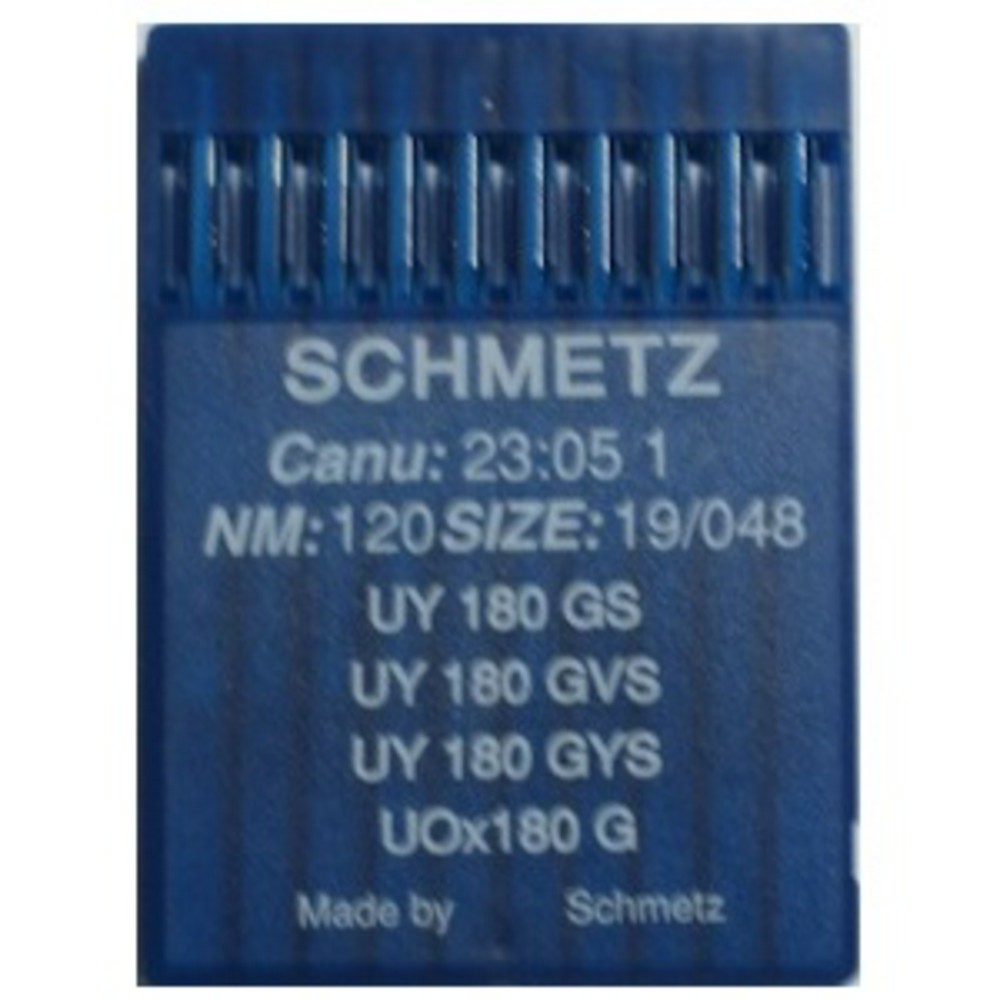 SCHMETZ
Canu: 23:05 1
NM: 120 SIZE: 19/048
UY 180 GS
UY 180 GVS
UY 180 GYS
UOx180 G
Made by Schmetz